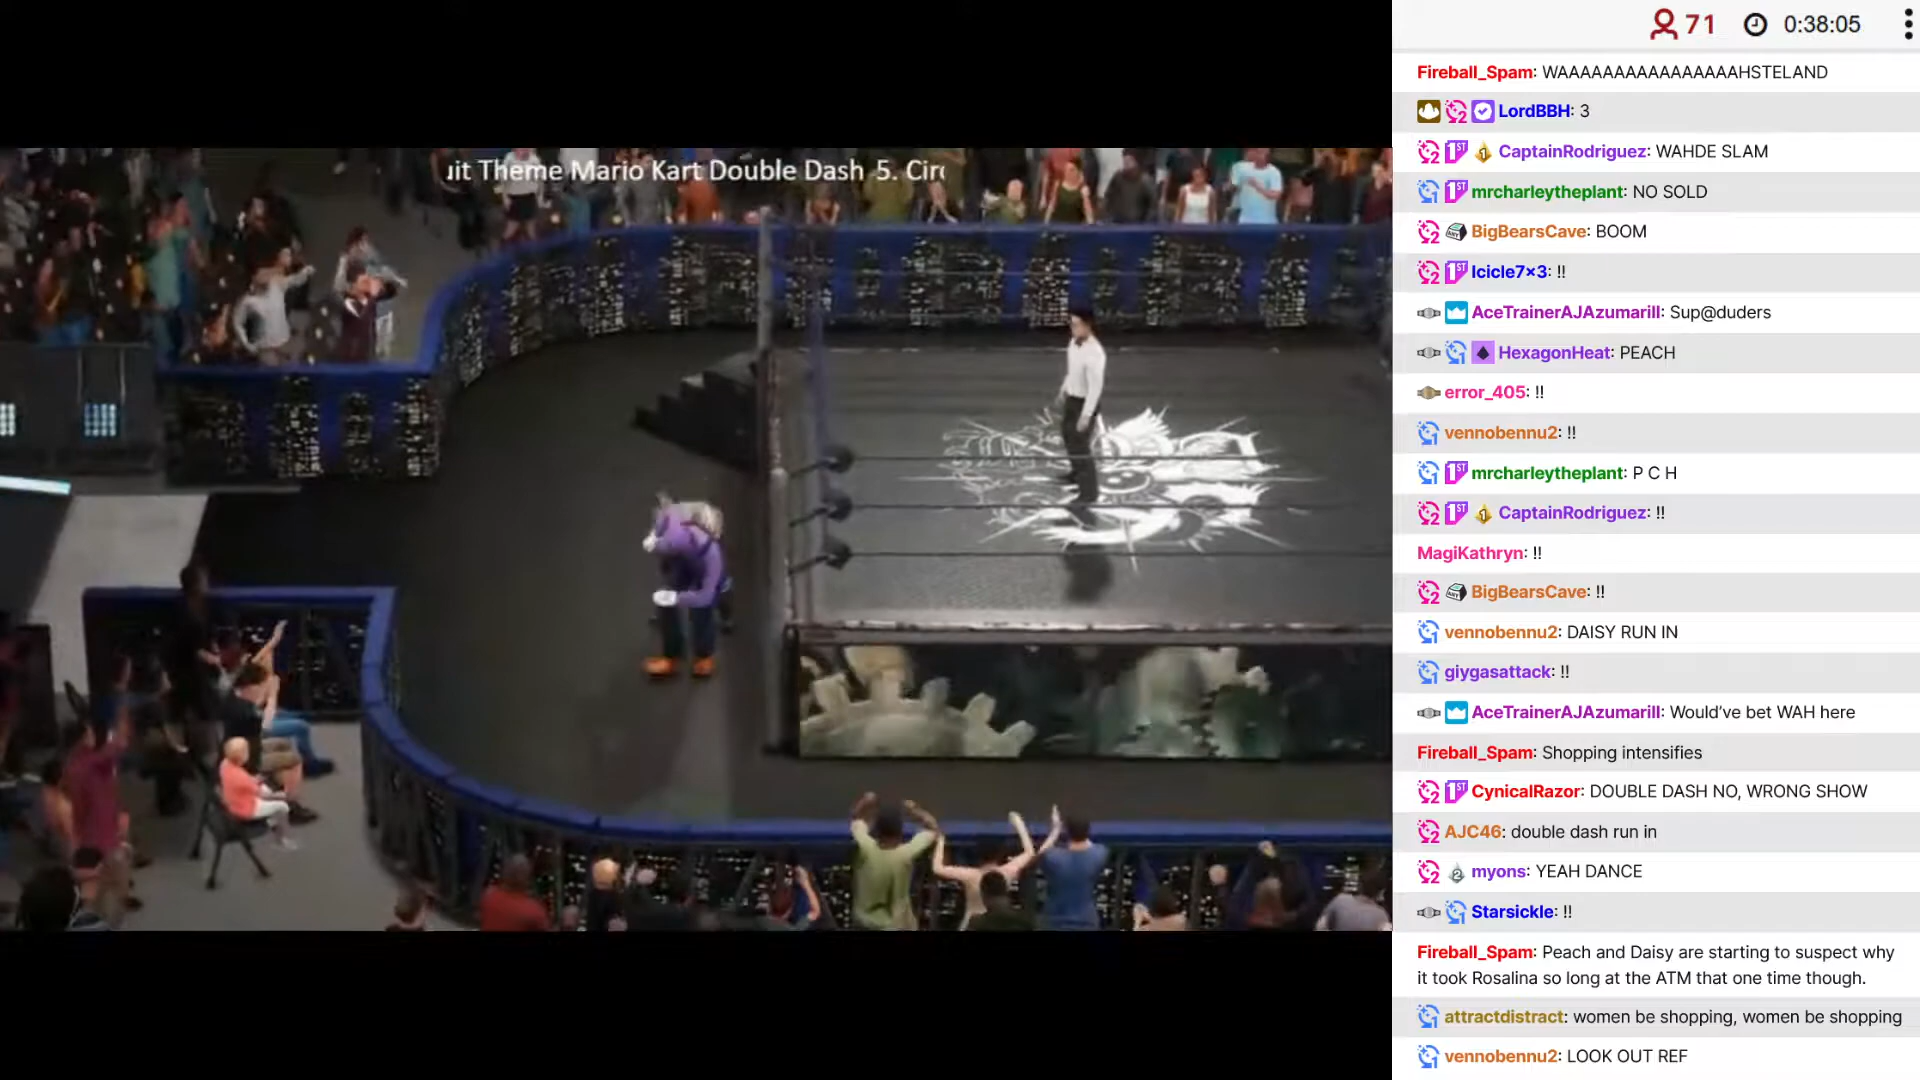 uit Theme Mario Kart Double Dash 5. Circ
71
0:38:05
Fireball_Spam: WAAAAAAAAAAAAAAAAHSTELAND
LordBBH: 3
CaptainRodriguez: WAHDE SLAM
mrcharleytheplant: NO SOLD
BigBearsCave: BOOM
Icicle7x3: !!
AceTrainerAJAzumarill: Sup@duders
HexagonHeat: PEACH
error_405: !!
vennobennu2: !!
mrcharleytheplant: P C H
CaptainRodriguez: !!
MagiKathryn: !!
BigBearsCave: !!
vennobennu2: DAISY RUN IN
giygasattack: !!
AceTrainerAJAzumarill: Would've bet WAH here
Fireball_Spam: Shopping intensifies
CynicalRazor: DOUBLE DASH NO, WRONG SHOW
AJC46: double dash run in
myons: YEAH DANCE
Starsickle: !!
Fireball_Spam: Peach and Daisy are starting to suspect why
it took Rosalina so long at the ATM that one time though.
attractdistract: women be shopping, women be shopping
vennobennu2: LOOK OUT REF